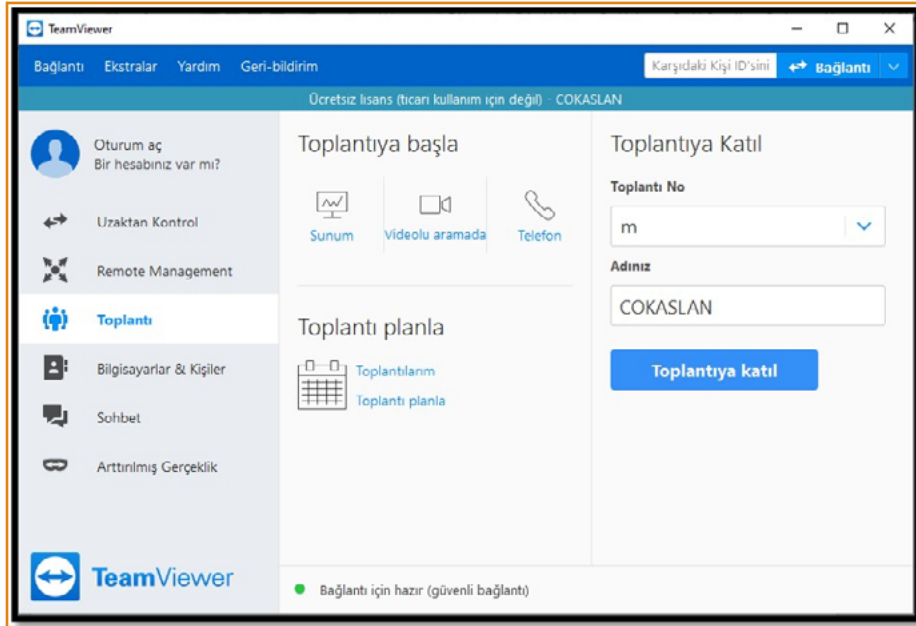 TeamViewer
Bağlantı Ekstralar Yardım Geri-bildirim
Karşıdaki Kişi ID'sini
Bağlantı
Ücretsiz lisans (ticari kullanım için değil) - COKASLAN
Oturum aç
Bir hesabınız var mı?
Uzaktan Kontrol
Remote Management
Toplantı
Bilgisayarlar & Kişiler
Sohbet
Arttırılmış Gerçeklik
TeamViewer
Toplantıya başla
Sunum
Videolu aramada
Telefon
Toplantı planla
Toplantılarım
Toplantı planla
Toplantıya Katıl
Toplantı No
m
Adınız
COKASLAN
Toplantıya katıl
Bağlantı için hazır (güvenli bağlantı)